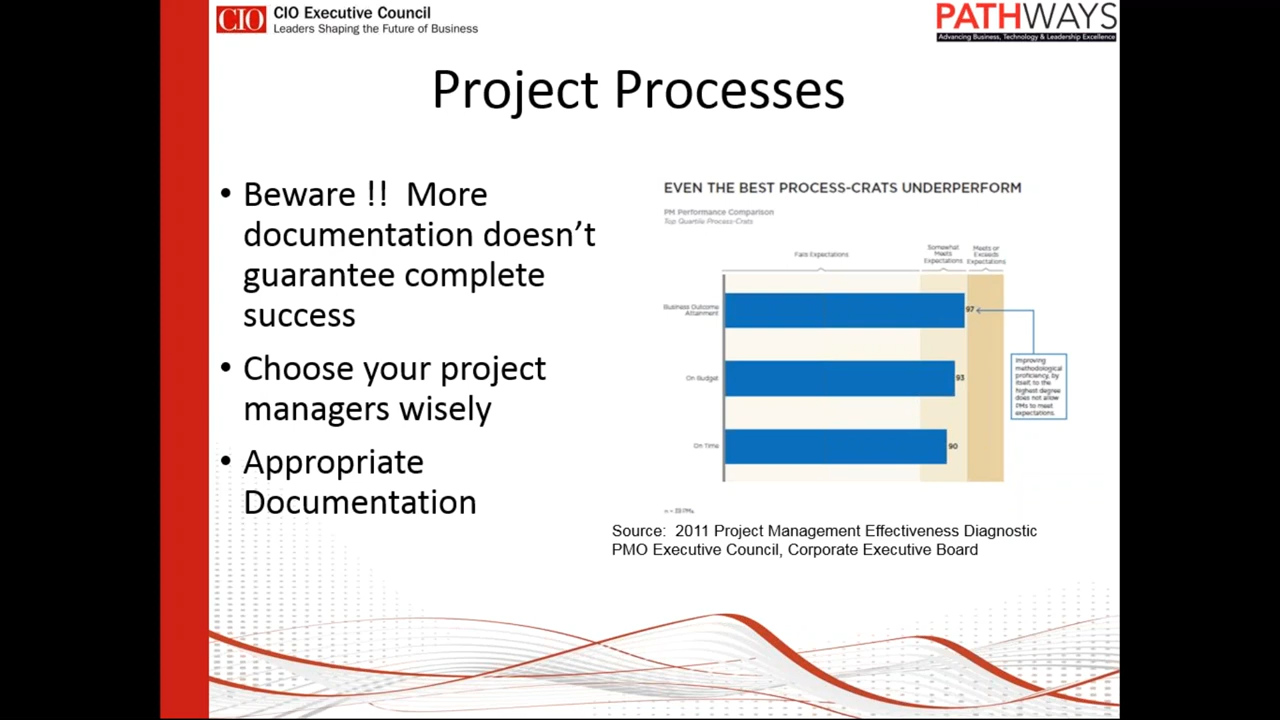 CIO
CIO Executive Council
Leaders Shaping the Future of Business
PATHWAYS
Advancing Business, Technology & Leadership Excellence
Project Processes
• Beware !!  More
documentation doesn't
guarantee complete
success
• Choose your project
managers wisely
• Appropriate
Documentation
EVEN THE BEST PROCESS-CRATS UNDERPERFORM
PM Performance Comparison
Top Quartile Process-Crats
Fails Expectations
Somewhat
Meets
Expectations
Meets or
Exceeds
Expectations
Business Outcome
Attainment
97
On Budget
93
On Time
90
Improving
methodological
proficiency, by
itself, to the
highest degree
does not allow
PMs to meet
expectations.
n =
PMs.
Source:  2011 Project Management Effectiveness Diagnostic
PMO Executive Council, Corporate Executive Board